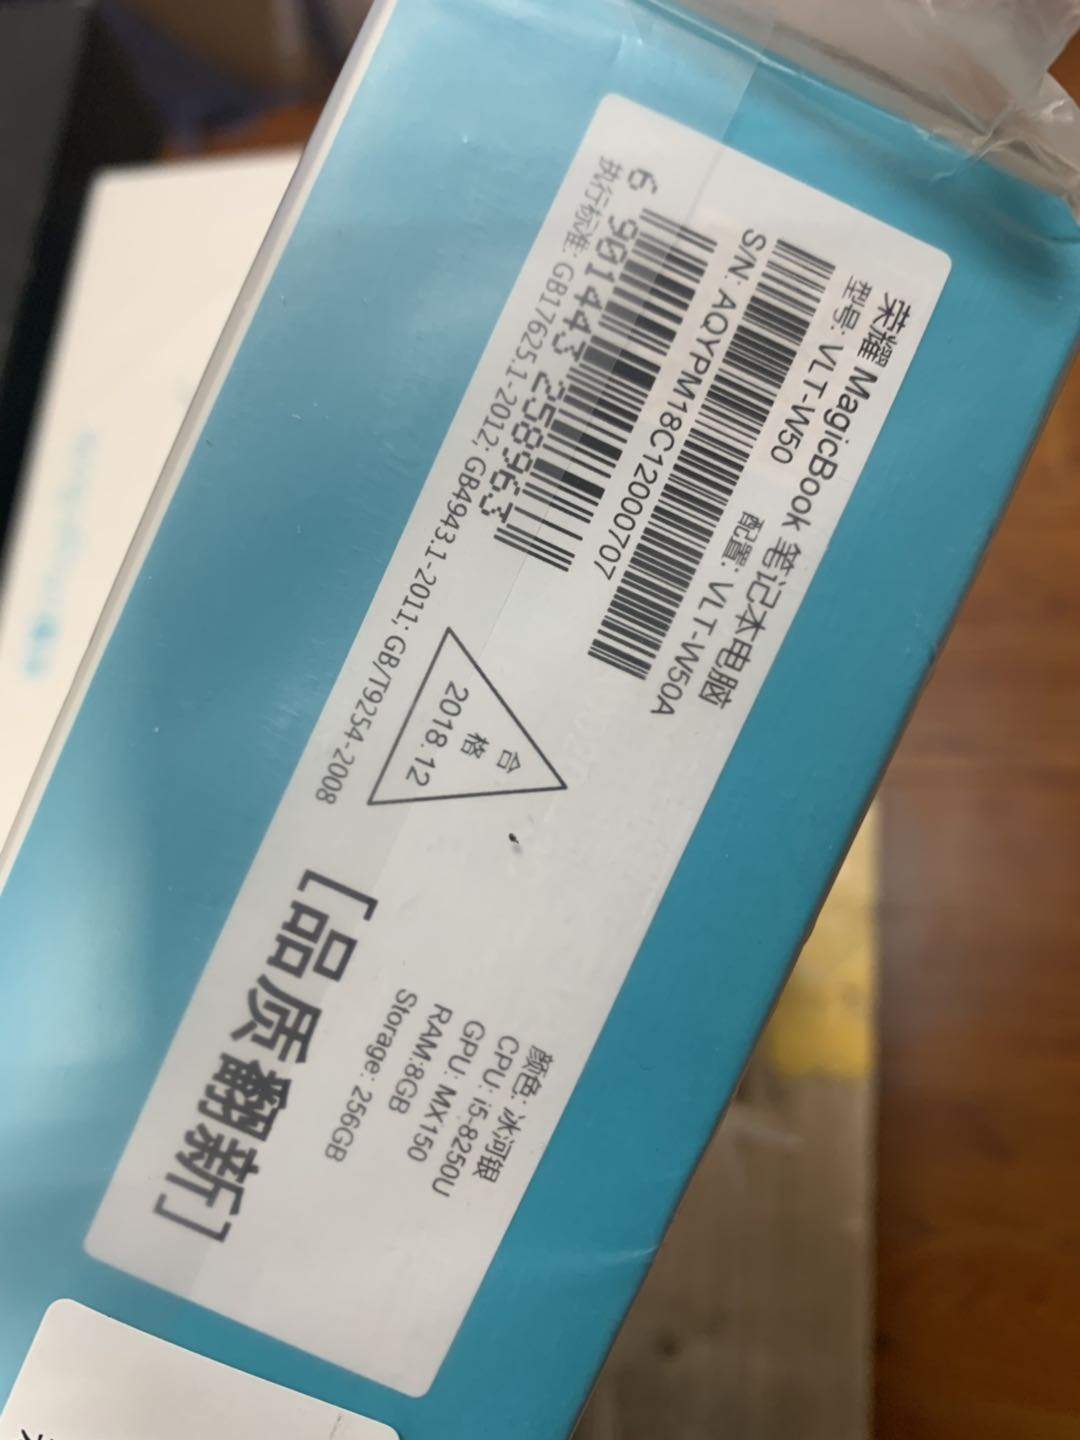 荣耀 MagicBook 笔记本电脑
型号: VLT-W50 配置: VLT-W50A
S/N: AQYPM18C12000707
6 901443 258963
执行标准: GB17625.1-2012; GB4943.1-2011; GB/T9254-2008
合
格
2018.12
颜色: 冰河银
CPU: i5-8250U
GPU: MX150
RAM:8GB
Storage: 256GB
[品质翻新]